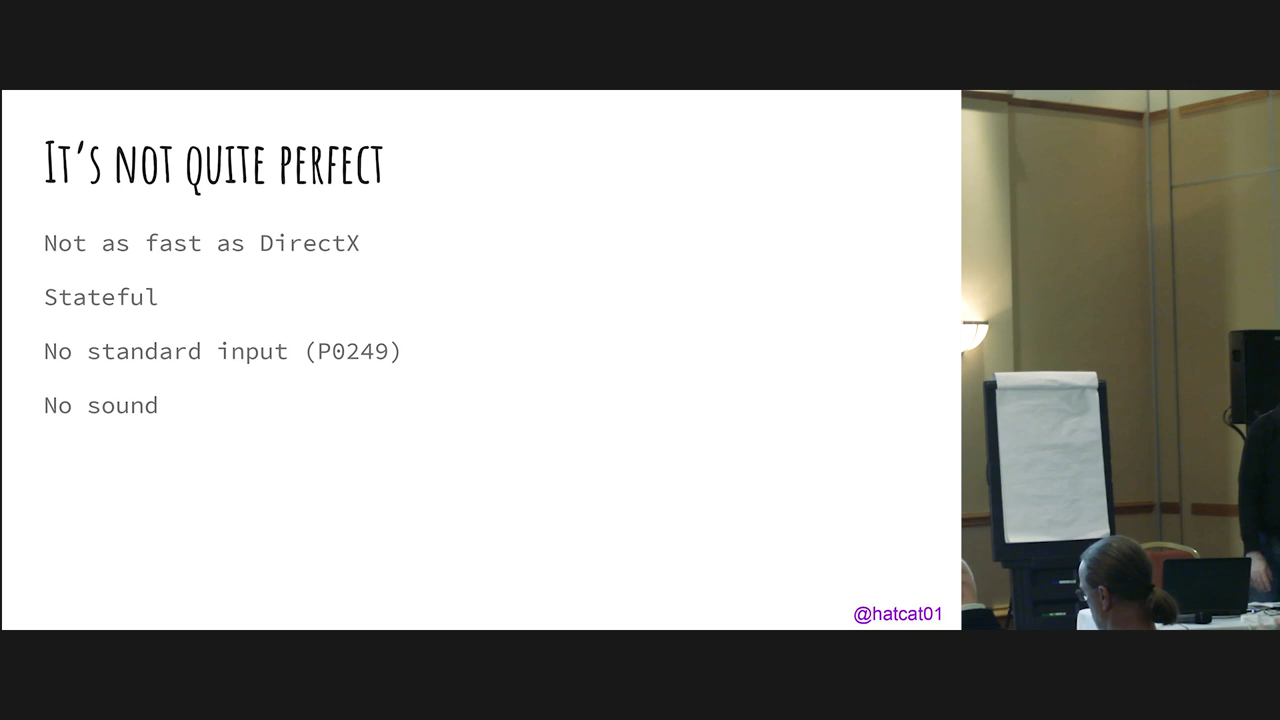 It's not quite perfect
Not as fast as DirectX
Stateful
No standard input (P0249)
No sound
@hatcat01